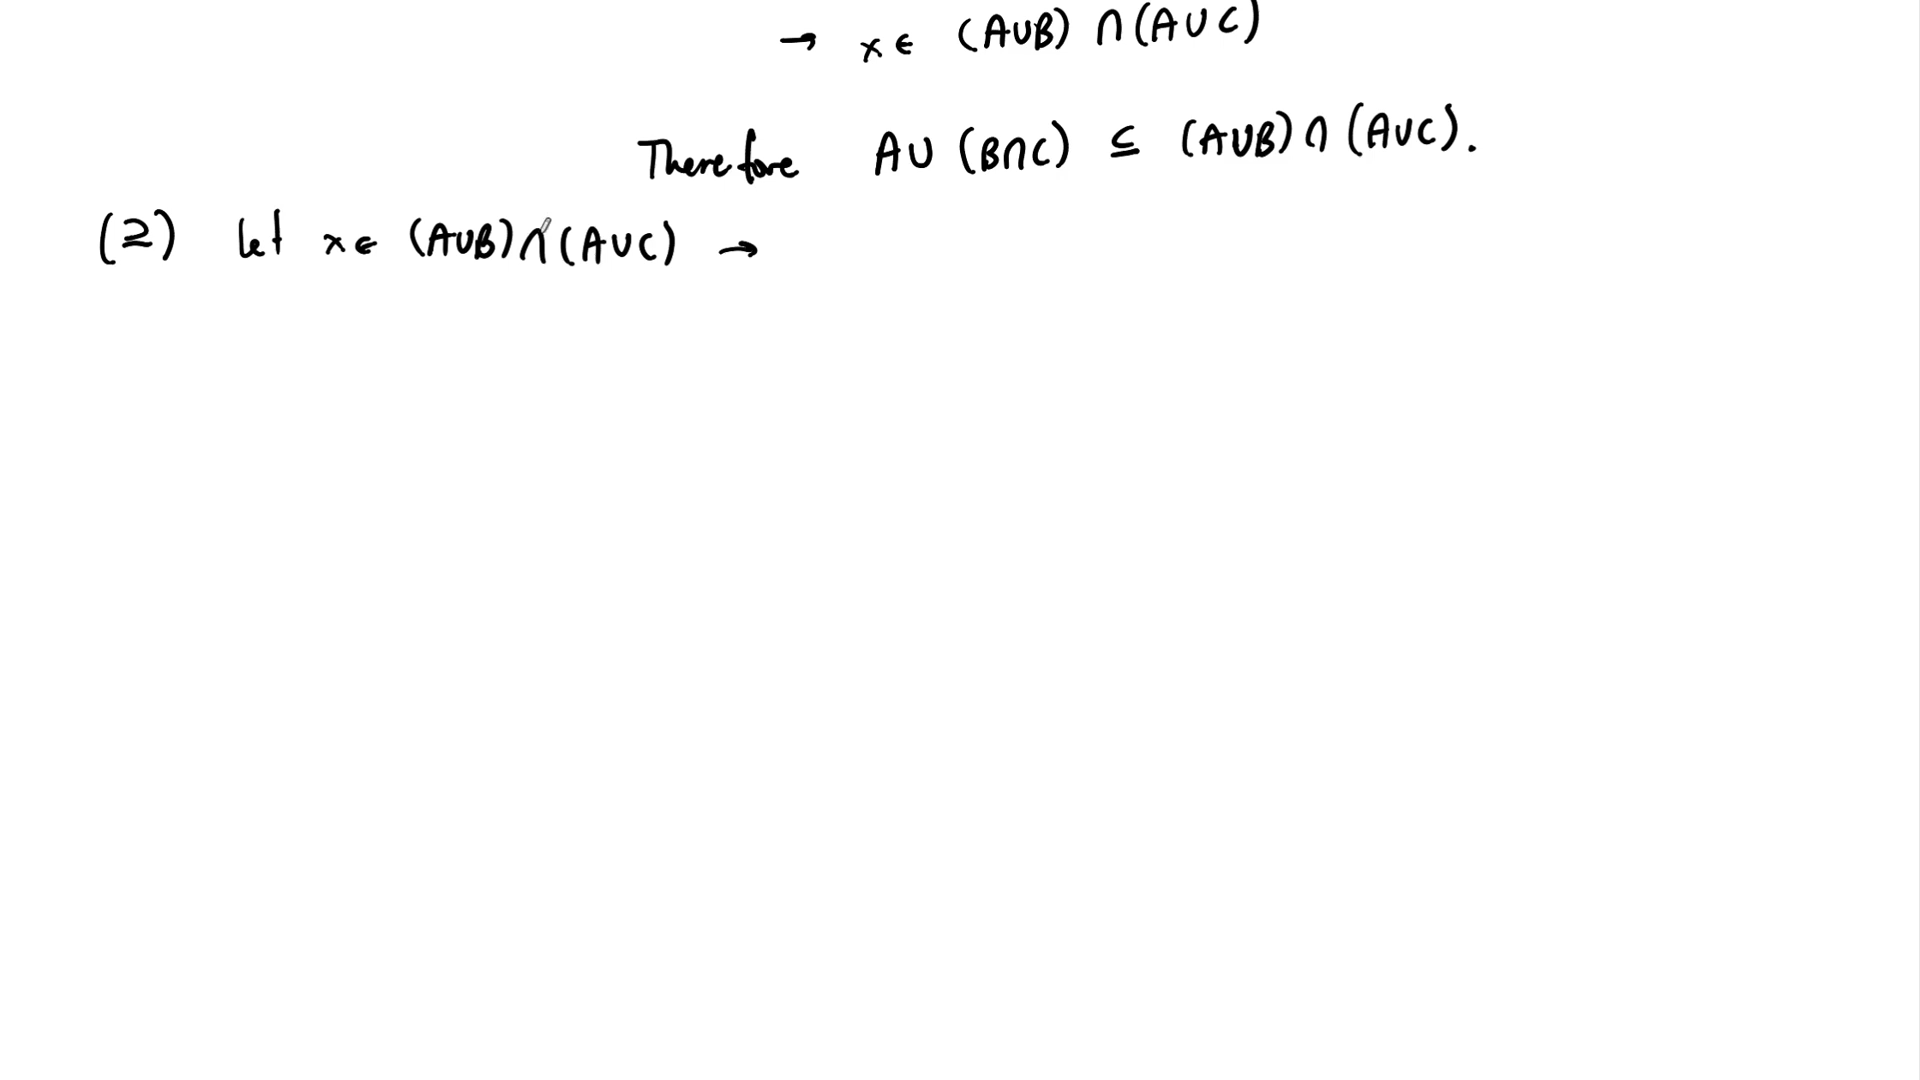 → x ∈ (A∪B) ∩ (A∪C)
Therefore A∪(B∩C) ⊆ (A∪B)∩(A∪C).
(⊇) let x ∈ (A∪B)∩(A∪C) →